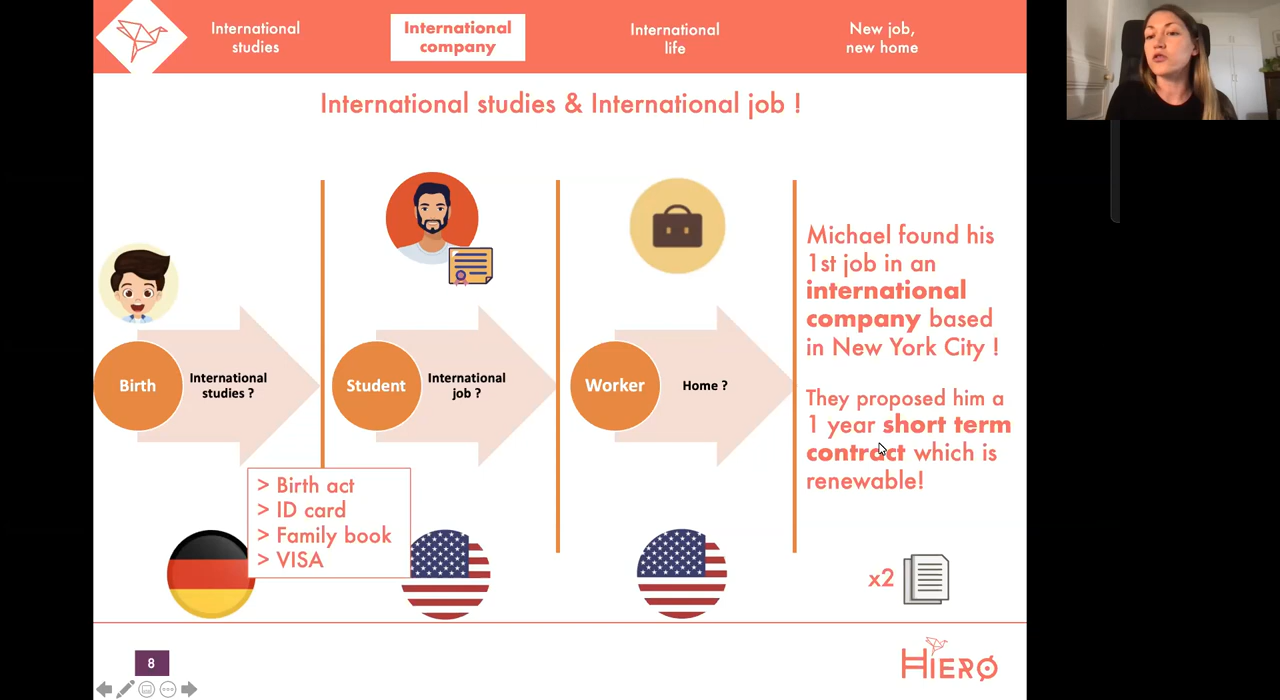 International
studies
International
company
International
life
New job,
new home
International studies & International job !
Birth
International
studies ?
Student
International
job ?
Worker
Home ?
Michael found his
1st job in an
international
company based
in New York City !
They proposed him a
1 year short term
contract which is
renewable!
> Birth act
> ID card
> Family book
> VISA
x2
8
HIERO